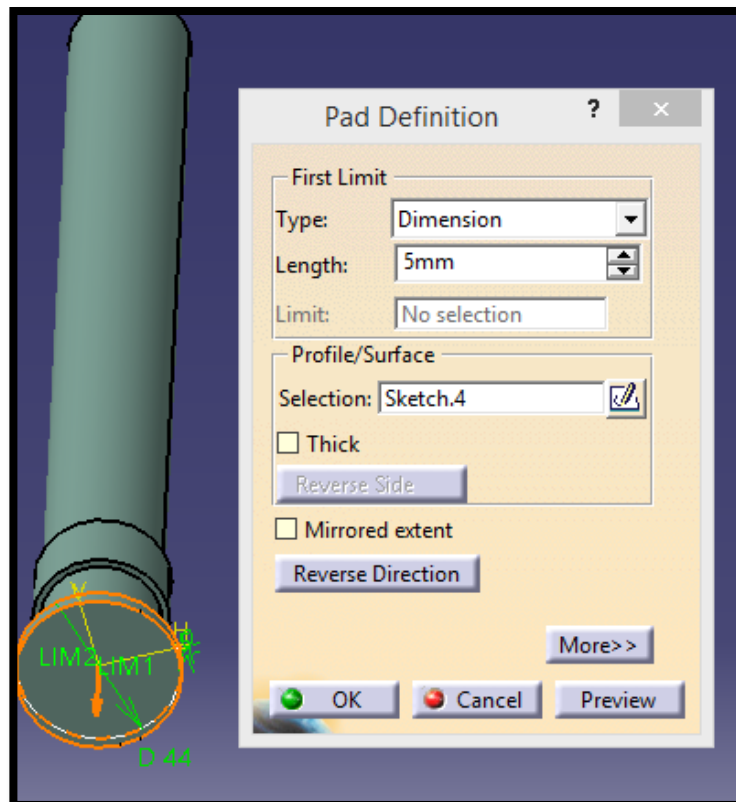 Pad Definition ? ×
First Limit
Type: Dimension
Length: 5mm
Limit: No selection
Profile/Surface
Selection: Sketch.4
Thick
Reverse Side
Mirrored extent
Reverse Direction
More>>
OK Cancel Preview
V
H
LIM2 LIM1
D 44